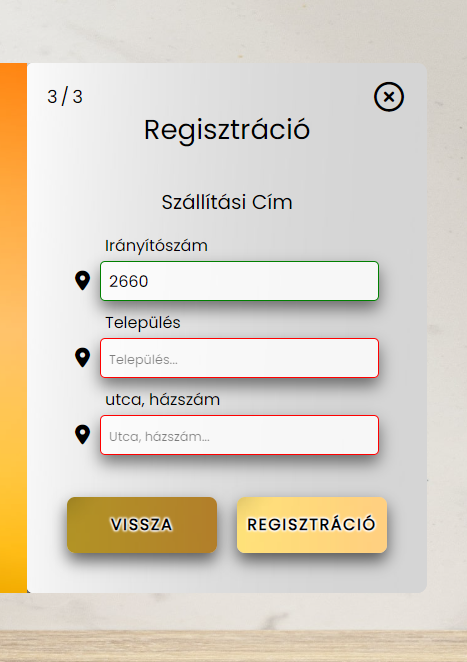 3 / 3
Regisztráció
Szállítási Cím
Irányítószám
2660
Település
Település...
utca, házszám
Utca, házszám...
VISSZA
REGISZTRÁCIÓ